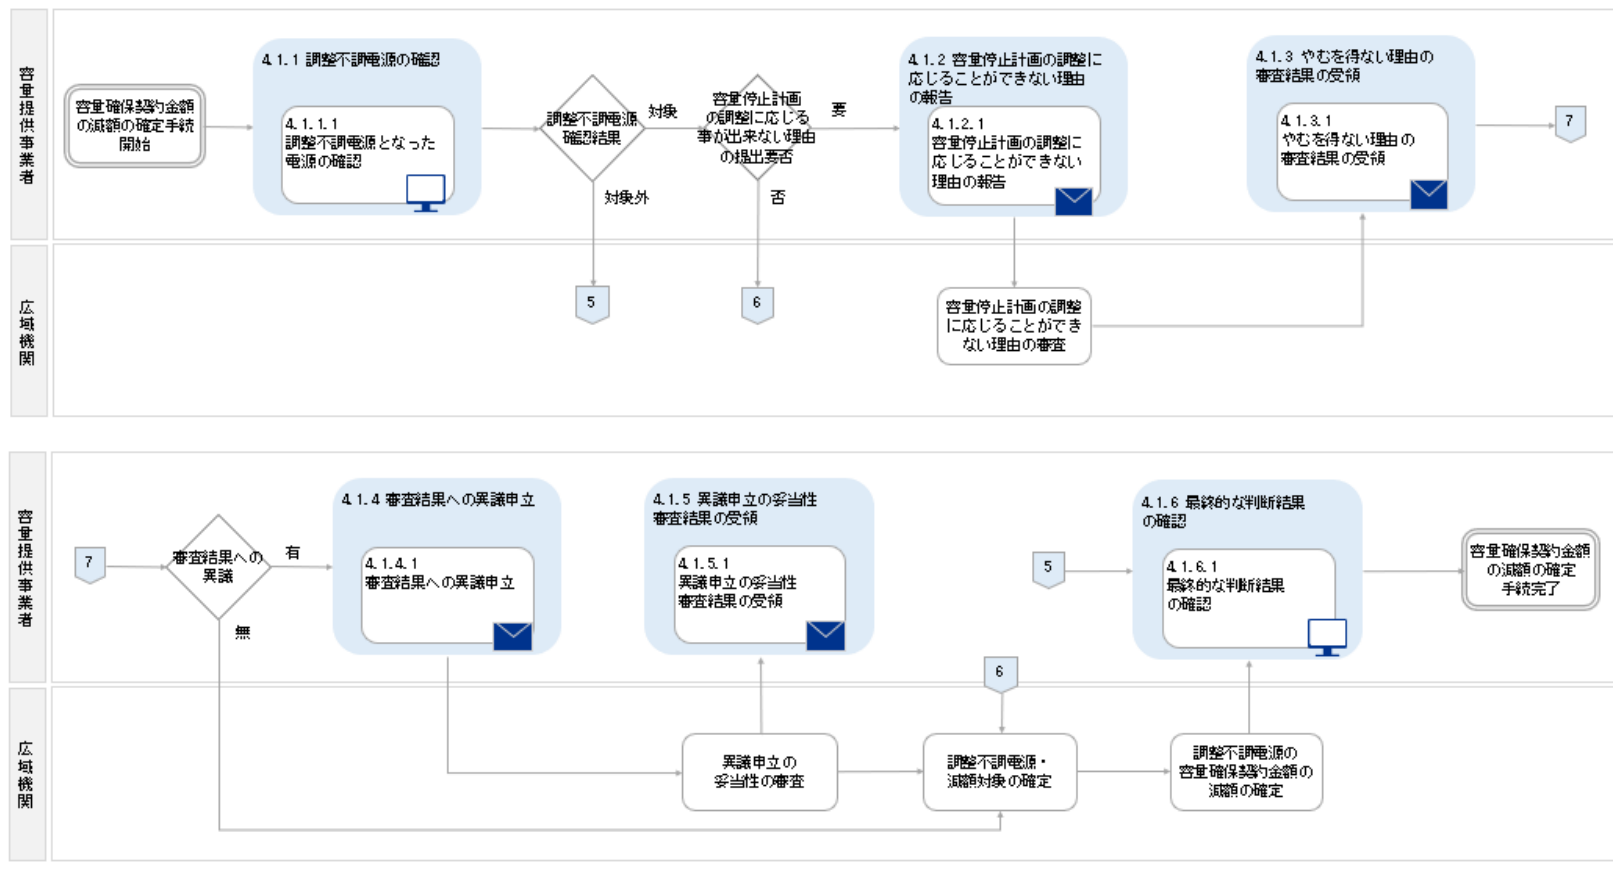 容量提供事業者
容量確保契約金額
の減額の確定手続
開始
4.1.1 調整不調電源の確認
4.1.1.1
調整不調電源となった
電源の確認
調整不調電源
確認結果
対象
対象外
容量停止計画
の調整に応じる
事が出来ない理由
の提出要否
要
否
4.1.2 容量停止計画の調整に
応じることができない理由
の報告
4.1.2.1
容量停止計画の調整に
応じることができない
理由の報告
4.1.3 やむを得ない理由の
審査結果の受領
4.1.3.1
やむを得ない理由の
審査結果の受領
7
広域機関
5
6
容量停止計画の調整
に応じることができ
ない理由の審査
容量提供事業者
7
審査結果への
異議
有
無
4.1.4 審査結果への異議申立
4.1.4.1
審査結果への異議申立
4.1.5 異議申立の妥当性
審査結果の受領
4.1.5.1
異議申立の妥当性
審査結果の受領
5
4.1.6 最終的な判断結果
の確認
4.1.6.1
最終的な判断結果
の確認
容量確保契約金額
の減額の確定
手続完了
6
広域機関
異議申立の
妥当性の審査
調整不調電源・
減額対象の確定
調整不調電源の
容量確保契約金額の
減額の確定